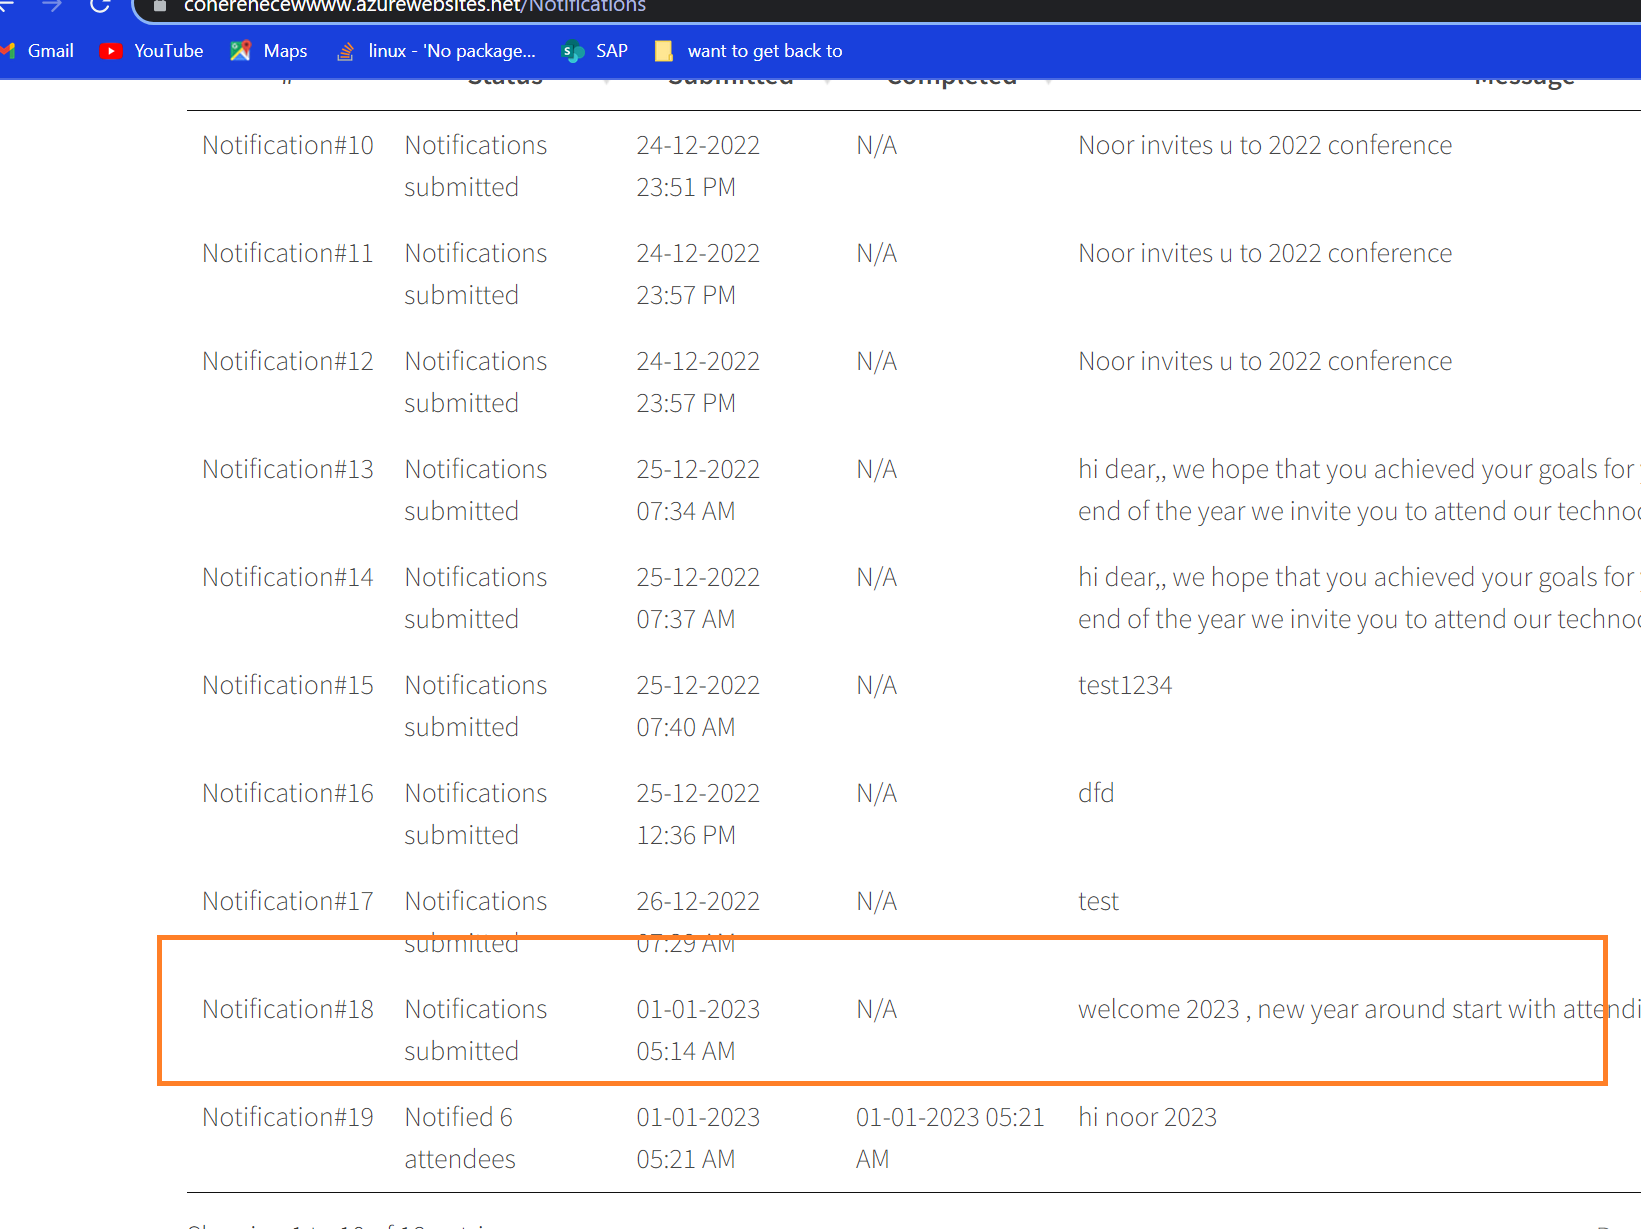 coherenecewwww.azurewebsites.net/Notifications
Gmail YouTube Maps linux - 'No package... SAP want to get back to
# Status Submitted Completed Message
Notification#10 Notifications 24-12-2022 N/A Noor invites u to 2022 conference
submitted 23:51 PM
Notification#11 Notifications 24-12-2022 N/A Noor invites u to 2022 conference
submitted 23:57 PM
Notification#12 Notifications 24-12-2022 N/A Noor invites u to 2022 conference
submitted 23:57 PM
Notification#13 Notifications 25-12-2022 N/A hi dear,, we hope that you achieved your goals for
submitted 07:34 AM end of the year we invite you to attend our techno
Notification#14 Notifications 25-12-2022 N/A hi dear,, we hope that you achieved your goals for
submitted 07:37 AM end of the year we invite you to attend our techno
Notification#15 Notifications 25-12-2022 N/A test1234
submitted 07:40 AM
Notification#16 Notifications 25-12-2022 N/A dfd
submitted 12:36 PM
Notification#17 Notifications 26-12-2022 N/A test
submitted 07:29 AM
Notification#18 Notifications 01-01-2023 N/A welcome 2023 , new year around start with attendi
submitted 05:14 AM
Notification#19 Notified 6 01-01-2023 01-01-2023 05:21 hi noor 2023
attendees 05:21 AM AM